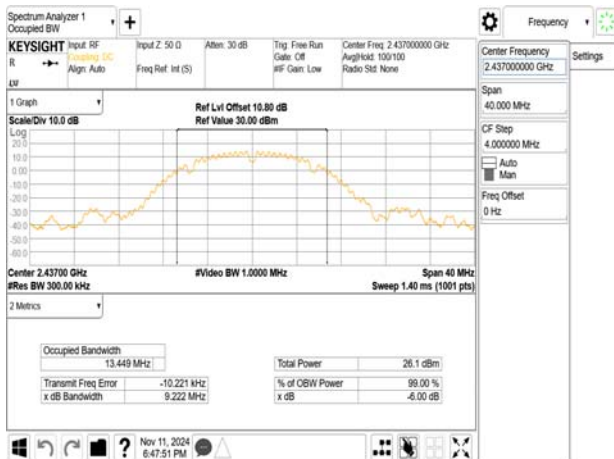 Spectrum Analyzer 1
Occupied BW
Frequency
KEYSIGHT Input: RF Input Z: 50 Ω Atten: 30 dB Trig: Free Run Center Freq: 2.437000000 GHz
R Coupling: DC Gate: Off Avg|Hold: 100/100
Align: Auto Freq Ref: Int (S) #IF Gain: Low Radio Std: None
LXI
Center Frequency
2.437000000 GHz
Settings
Span
40.000 MHz
CF Step
4.000000 MHz
Auto
Man
Freq Offset
0 Hz
1 Graph
Ref Lvl Offset 10.80 dB
Scale/Div 10.0 dB Ref Value 30.00 dBm
Log
20.0
10.0
0.00
-10.0
-20.0
-30.0
-40.0
-50.0
-60.0
Center 2.43700 GHz #Video BW 1.0000 MHz Span 40 MHz
#Res BW 300.00 kHz Sweep 1.40 ms (1001 pts)
2 Metrics
Occupied Bandwidth
13.449 MHz Total Power 26.1 dBm
Transmit Freq Error -10.221 kHz % of OBW Power 99.00 %
x dB Bandwidth 9.222 MHz x dB -6.00 dB
Nov 11, 2024
6:47:51 PM